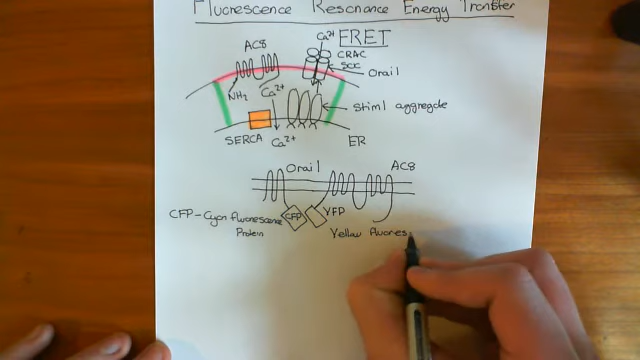 Fluorescence Resonance Energy Transfer
FRET
AC8
Ca2+
CRAC
SOC
Orai1
NH2
Ca2+
Stim1 aggregate
SERCA
Ca2+
ER
Orai1
AC8
CFP-Cyan Fluorescence
Protein
CFP
YFP
Yellow Fluores